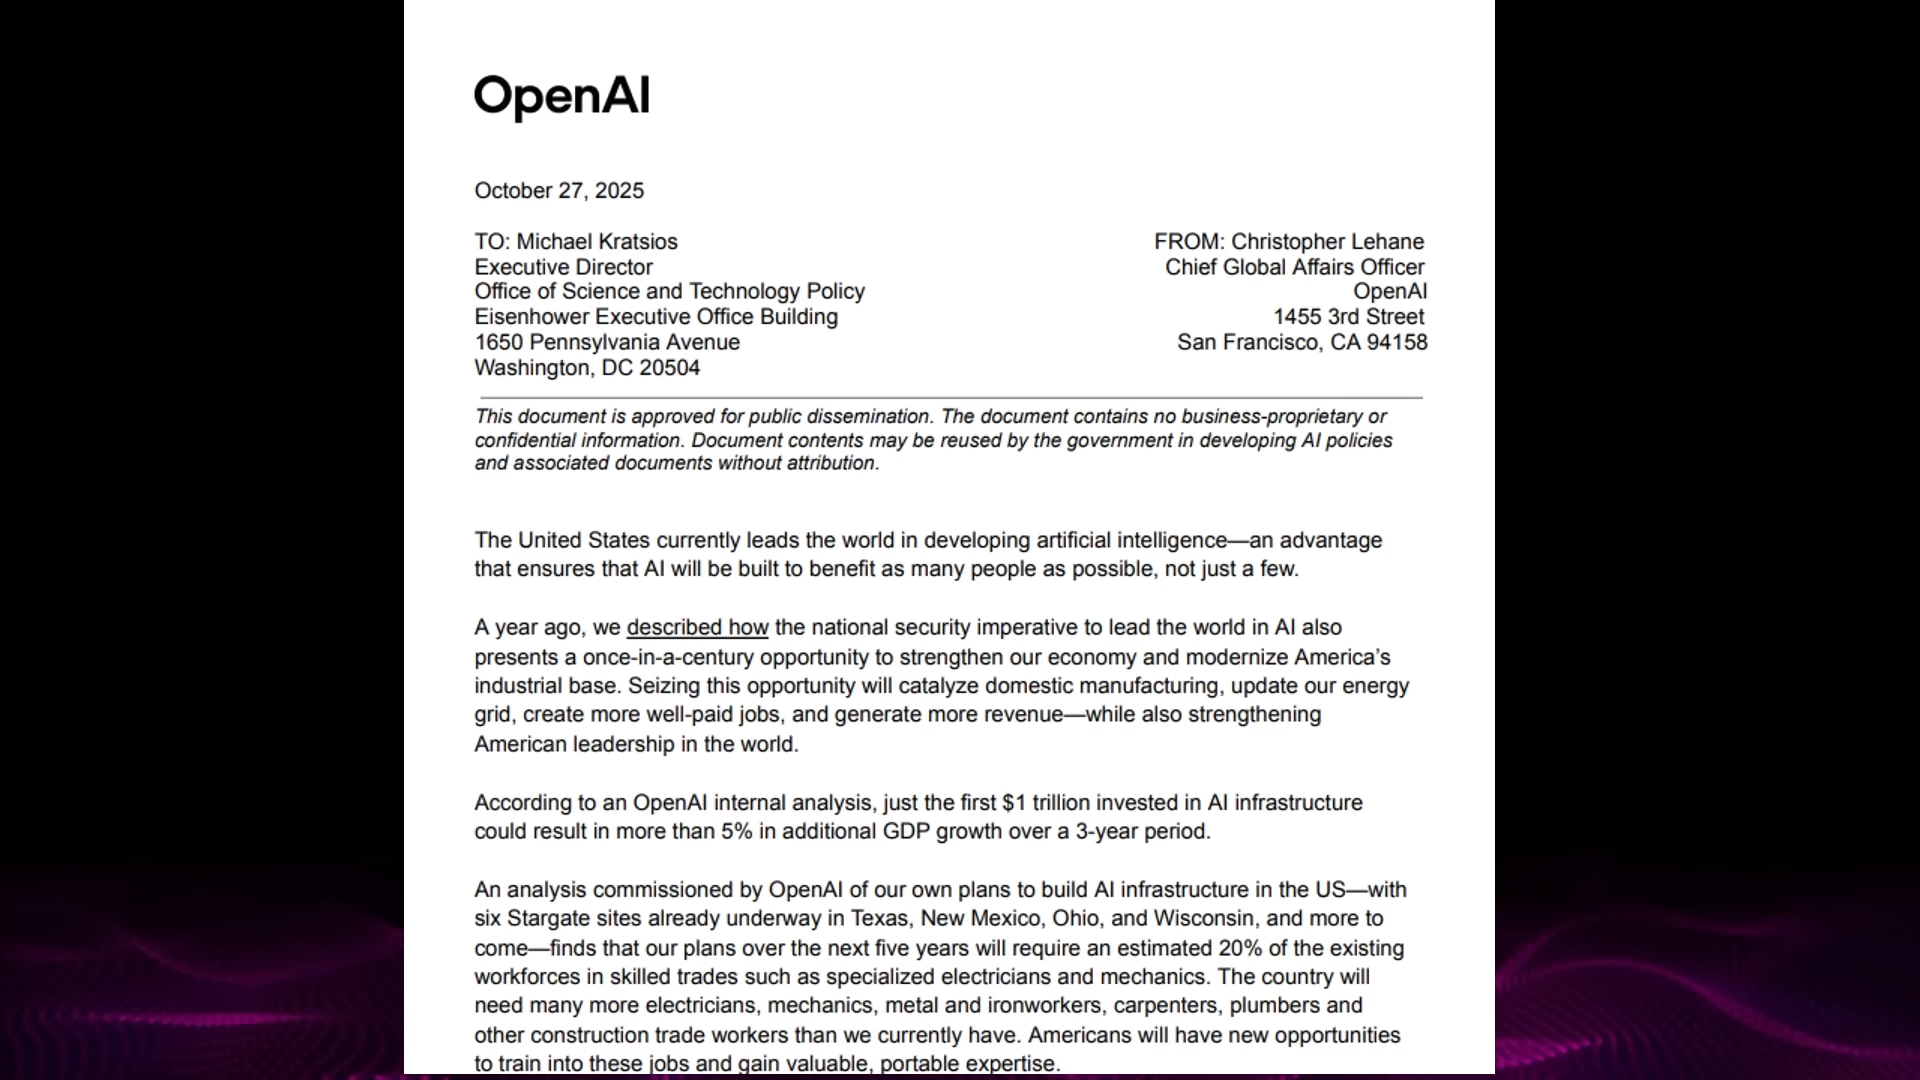 OpenAI
October 27, 2025
TO: Michael Kratsios
Executive Director
Office of Science and Technology Policy
Eisenhower Executive Office Building
1650 Pennsylvania Avenue
Washington, DC 20504
FROM: Christopher Lehane
Chief Global Affairs Officer
OpenAI
1455 3rd Street
San Francisco, CA 94158
This document is approved for public dissemination. The document contains no business-proprietary or
confidential information. Document contents may be reused by the government in developing AI policies
and associated documents without attribution.
The United States currently leads the world in developing artificial intelligence—an advantage
that ensures that AI will be built to benefit as many people as possible, not just a few.
A year ago, we described how the national security imperative to lead the world in AI also
presents a once-in-a-century opportunity to strengthen our economy and modernize America’s
industrial base. Seizing this opportunity will catalyze domestic manufacturing, update our energy
grid, create more well-paid jobs, and generate more revenue—while also strengthening
American leadership in the world.
According to an OpenAI internal analysis, just the first $1 trillion invested in AI infrastructure
could result in more than 5% in additional GDP growth over a 3-year period.
An analysis commissioned by OpenAI of our own plans to build AI infrastructure in the US—with
six Stargate sites already underway in Texas, New Mexico, Ohio, and Wisconsin, and more to
come—finds that our plans over the next five years will require an estimated 20% of the existing
workforces in skilled trades such as specialized electricians and mechanics. The country will
need many more electricians, mechanics, metal and ironworkers, carpenters, plumbers and
other construction trade workers than we currently have. Americans will have new opportunities
to train into these jobs and gain valuable, portable expertise.